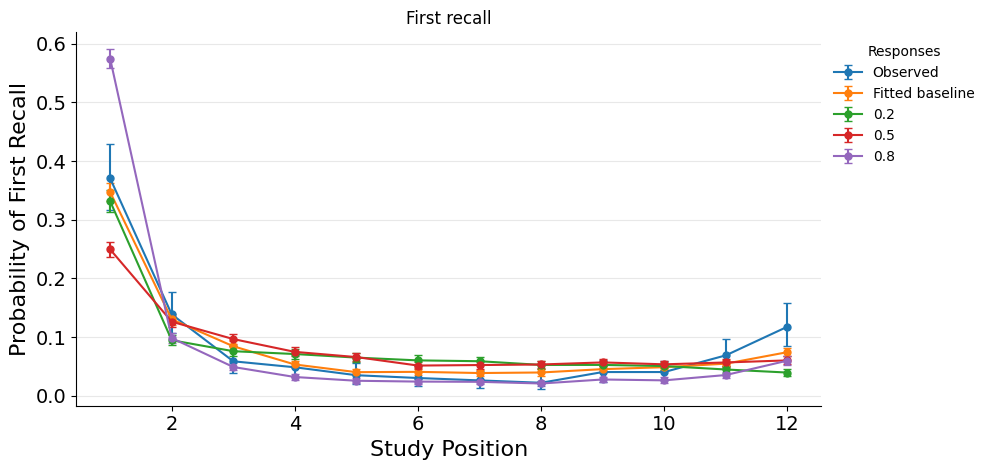 First recall
Probability of First Recall
0.6
0.5
0.4
0.3
0.2
0.1
0.0
2 4 6 8 10 12
Study Position
Responses
Observed
Fitted baseline
0.2
0.5
0.8